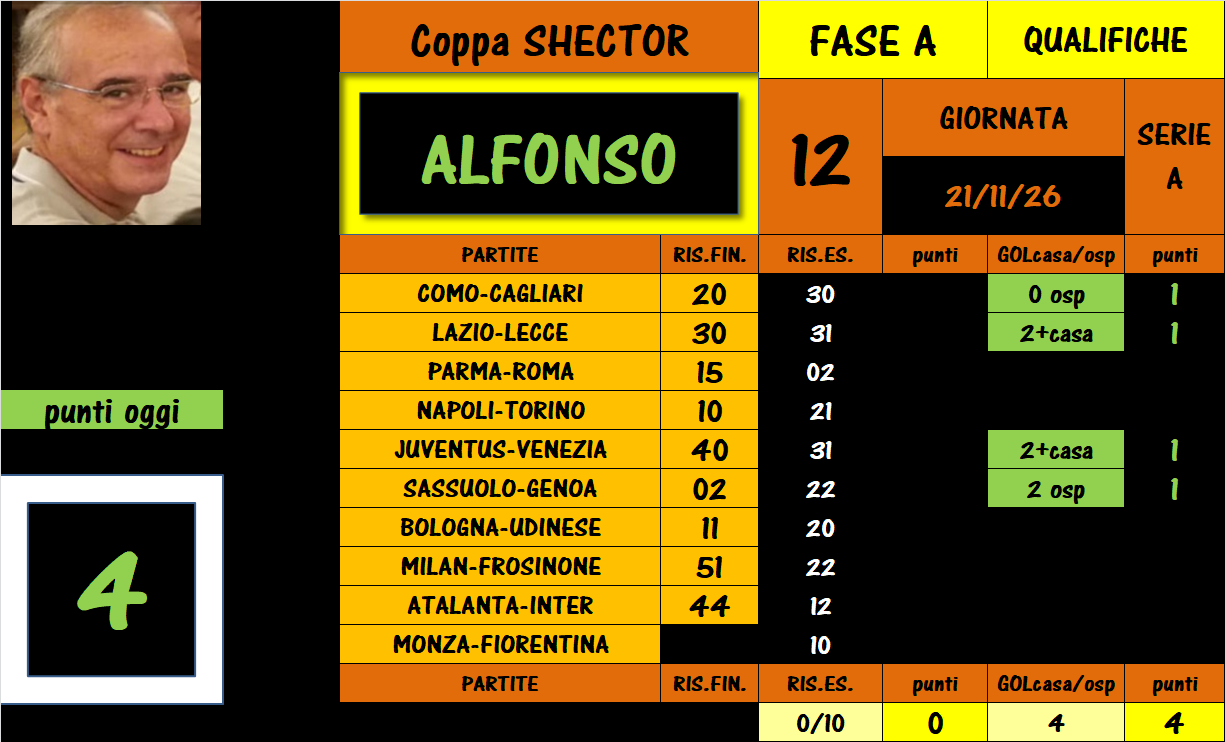 Coppa SHECTOR FASE A QUALIFICHE
ALFONSO 12 GIORNATA SERIE
A
21/11/26
PARTITE RIS.FIN. RIS.ES. punti GOLcasa/osp punti
COMO-CAGLIARI 20 30 0 osp 1
LAZIO-LECCE 30 31 2+casa 1
PARMA-ROMA 15 02
punti oggi
NAPOLI-TORINO 10 21
JUVENTUS-VENEZIA 40 31 2+casa 1
SASSUOLO-GENOA 02 22 2 osp 1
BOLOGNA-UDINESE 11 20
MILAN-FROSINONE 51 22
4
ATALANTA-INTER 44 12
MONZA-FIORENTINA 10
PARTITE RIS.FIN. RIS.ES. punti GOLcasa/osp punti
0/10 0 4 4